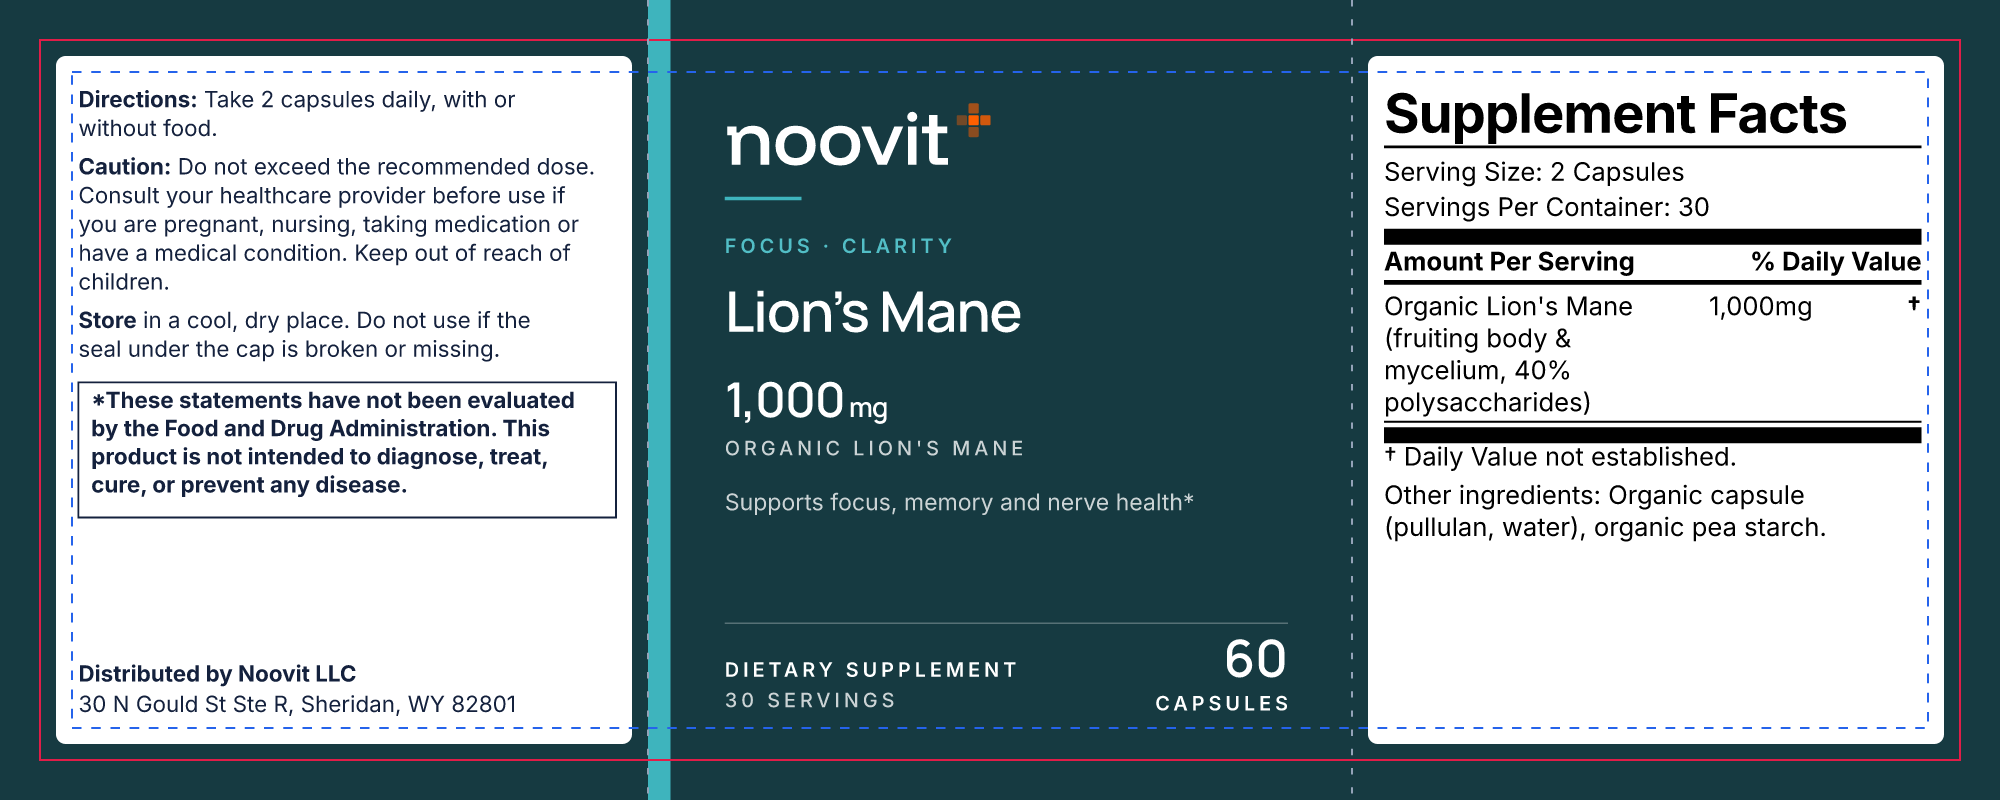 Directions: Take 2 capsules daily, with or
without food.
Caution: Do not exceed the recommended dose.
Consult your healthcare provider before use if
you are pregnant, nursing, taking medication or
have a medical condition. Keep out of reach of
children.
Store in a cool, dry place. Do not use if the
seal under the cap is broken or missing.
*These statements have not been evaluated
by the Food and Drug Administration. This
product is not intended to diagnose, treat,
cure, or prevent any disease.
Distributed by Noovit LLC
30 N Gould St Ste R, Sheridan, WY 82801
noovit
FOCUS · CLARITY
Lion’s Mane
1,000 mg
ORGANIC LION'S MANE
Supports focus, memory and nerve health*
DIETARY SUPPLEMENT
30 SERVINGS
60
CAPSULES
Supplement Facts
Serving Size: 2 Capsules
Servings Per Container: 30
Amount Per Serving % Daily Value
Organic Lion's Mane 1,000mg †
(fruiting body &
mycelium, 40%
polysaccharides)
† Daily Value not established.
Other ingredients: Organic capsule
(pullulan, water), organic pea starch.